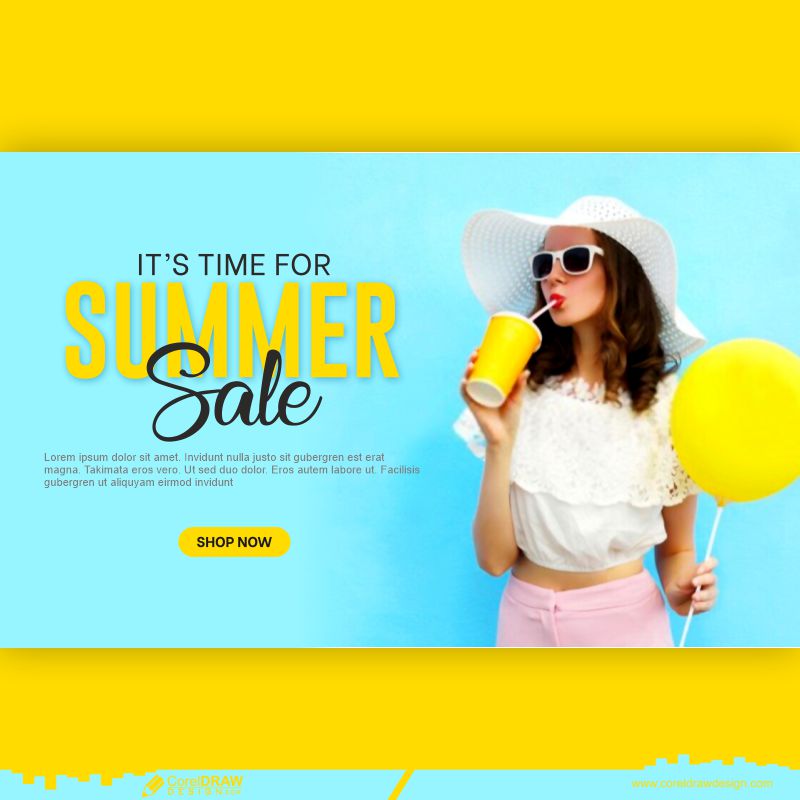 IT'S TIME FOR
SUMMER
Sale
Lorem ipsum dolor sit amet. Invidunt nulla justo sit gubergren est erat
magna. Takimata eros vero. Ut sed duo dolor. Eros autem labore ut. Facilisis
gubergren ut aliquyam eirmod invidunt
SHOP NOW
CorelDRAW
DESIGN
www.coreldrawdesign.com